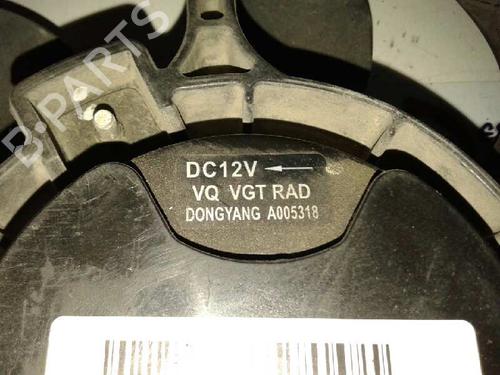 B-PARTS
DC12V
VQ VGT RAD
DONGYANG A005318